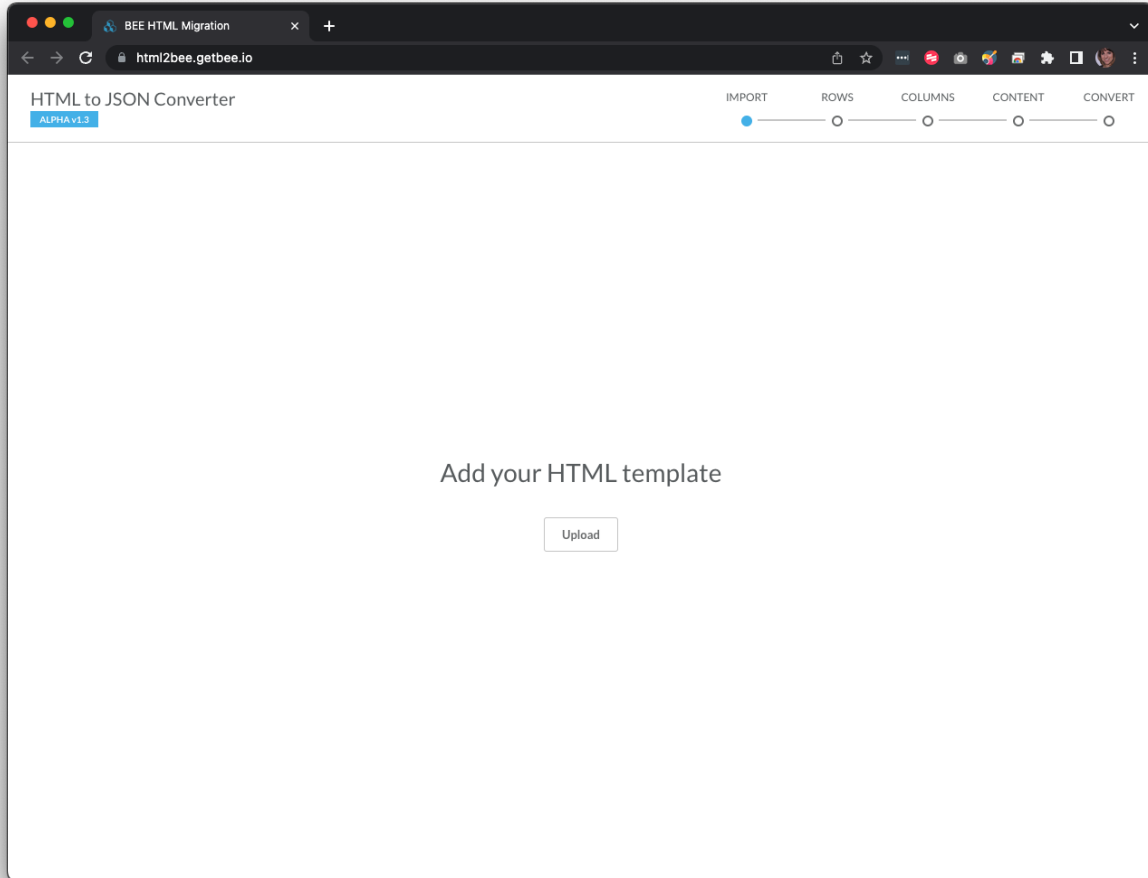 BEE HTML Migration
html2bee.getbee.io
HTML to JSON Converter
ALPHA v1.3
IMPORT ROWS COLUMNS CONTENT CONVERT
Add your HTML template
Upload